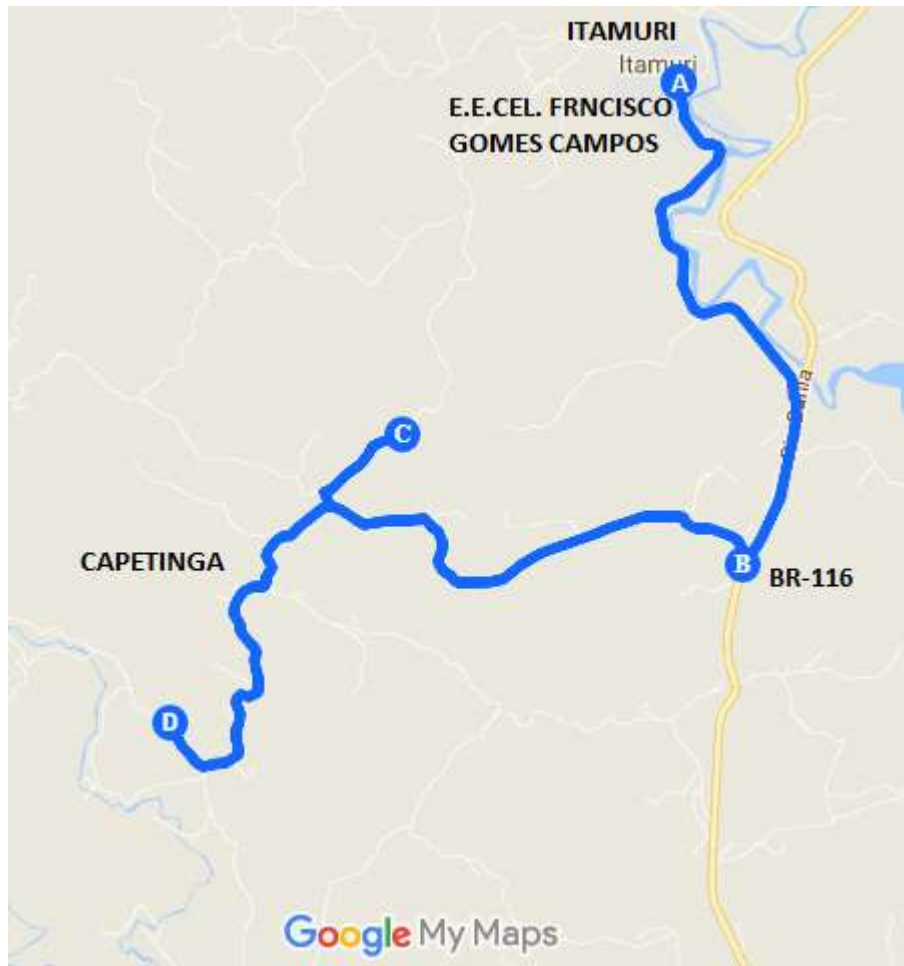 ITAMURI
Itamuri
A
E.E.CEL. FRNCISCO
GOMES CAMPOS
C
CAPETINGA
B
BR-116
D
Google My Maps